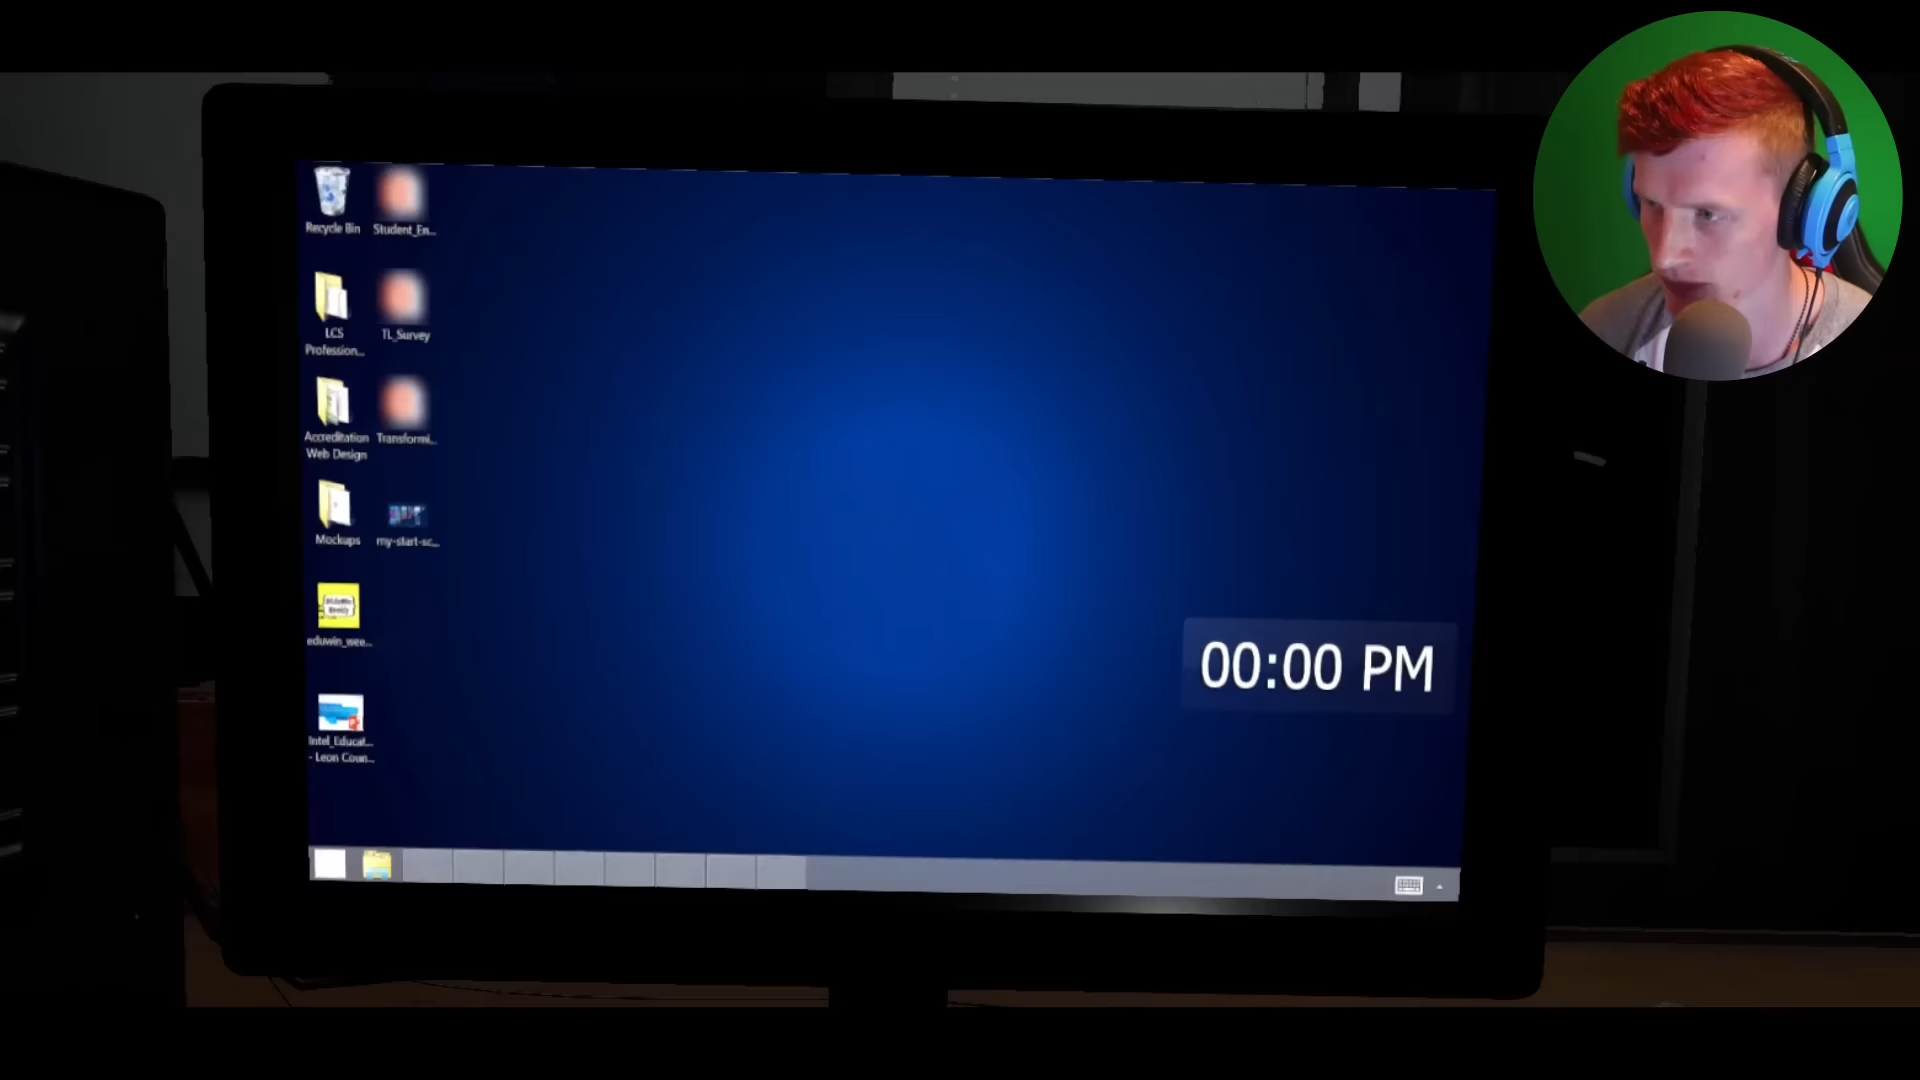 Recycle Bin
Student_En...
LCS
Profession...
TL_Survey
Accreditation
Web Design
Transformi...
Mockups
my-start-sc...
eduwin_wee...
Intel_Educat...
- Leon Coun...
00:00 PM